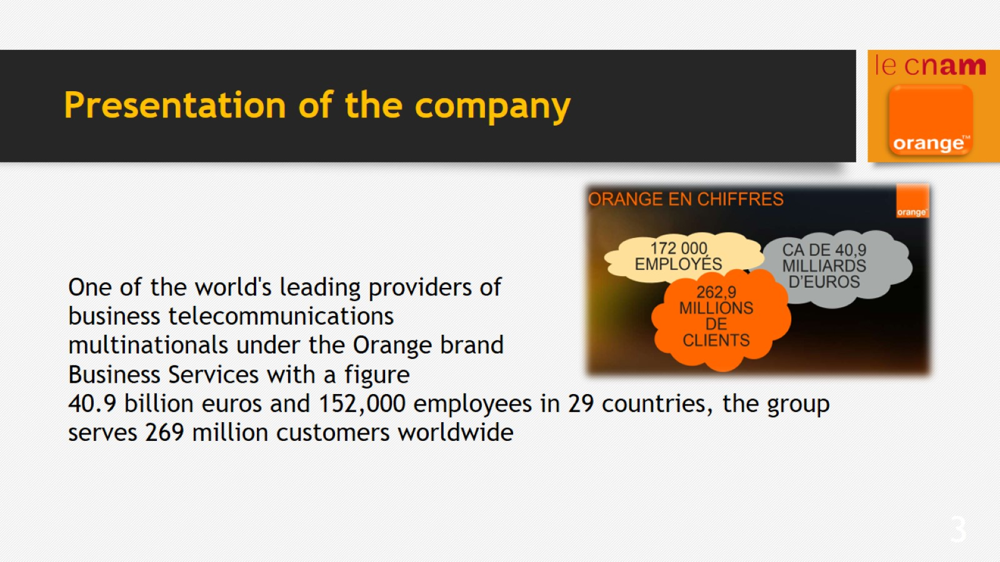 Presentation of the company
le cnam
orange™
ORANGE EN CHIFFRES
orange
172 000
EMPLOYÉS
CA DE 40,9
MILLIARDS
D'EUROS
262,9
MILLIONS
DE
CLIENTS
One of the world's leading providers of
business telecommunications
multinationals under the Orange brand
Business Services with a figure
40.9 billion euros and 152,000 employees in 29 countries, the group
serves 269 million customers worldwide
3